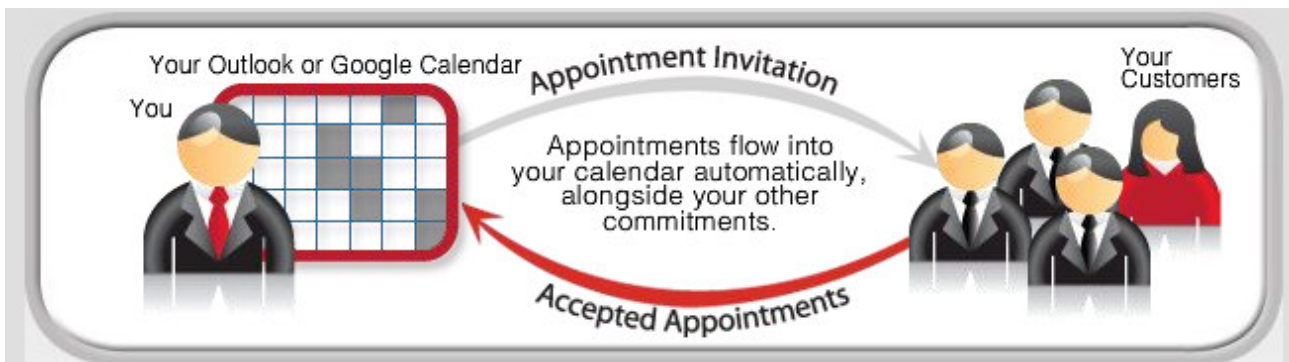 Your Outlook or Google Calendar
You
Appointment Invitation
Appointments flow into
your calendar automatically,
alongside your other
commitments.
Accepted Appointments
Your
Customers